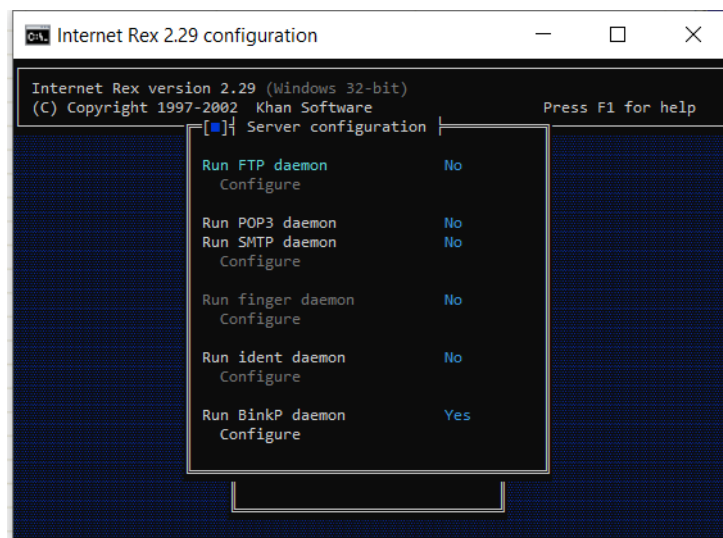 Internet Rex 2.29 configuration
Internet Rex version 2.29 (Windows 32-bit)
(C) Copyright 1997-2002 Khan Software Press F1 for help
[■] Server configuration
Run FTP daemon No
Configure
Run POP3 daemon No
Run SMTP daemon No
Configure
Run finger daemon No
Configure
Run ident daemon No
Configure
Run BinkP daemon Yes
Configure